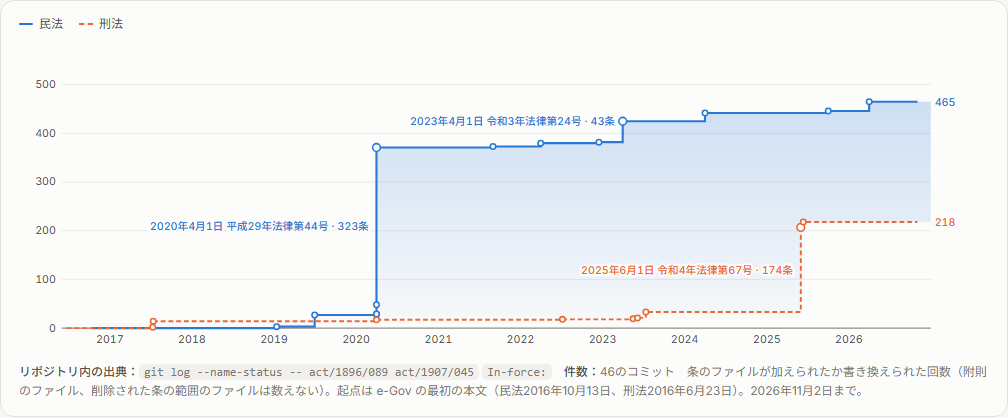 民法 刑法
500
400
300
200
100
0
2023年4月1日 令和3年法律第24号 · 43条
2020年4月1日 平成29年法律第44号 · 323条
2025年6月1日 令和4年法律第67号 · 174条
465
218
2017 2018 2019 2020 2021 2022 2023 2024 2025 2026
リポジトリ内の出典： git log --name-status -- act/1896/089 act/1907/045 In-force: 件数：46のコミット 条のファイルが加えられたか書き換えられた回数（附則
のファイル、削除された条の範囲のファイルは数えない）。起点は e-Gov の最初の本文（民法2016年10月13日、刑法2016年6月23日）。2026年11月2日まで。